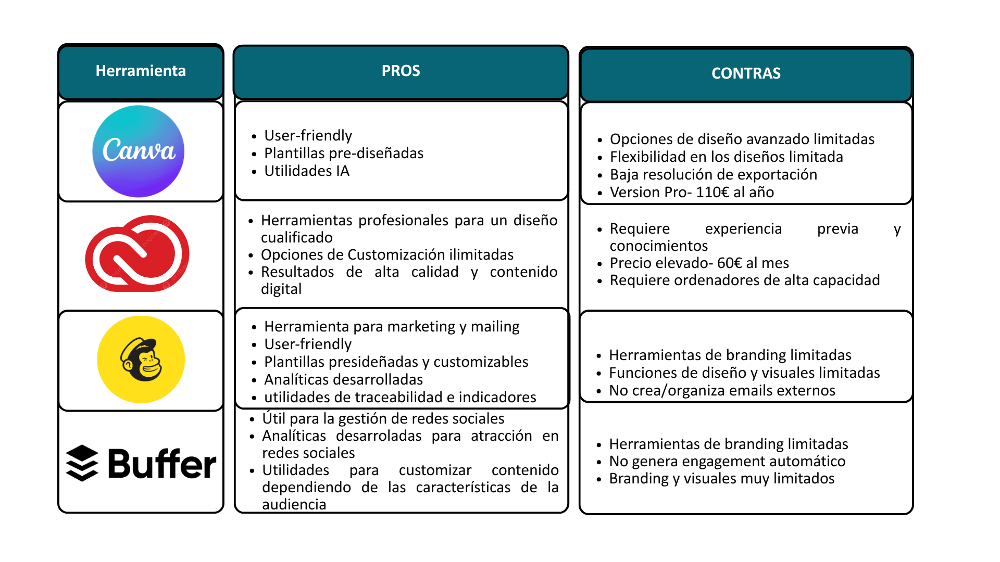 Herramienta
PROS
CONTRAS
Canva
• User-friendly
• Plantillas pre-diseñadas
• Utilidades IA
• Opciones de diseño avanzado limitadas
• Flexibilidad en los diseños limitada
• Baja resolución de exportación
• Version Pro- 110€ al año
• Herramientas profesionales para un diseño
cualificado
• Opciones de Customización ilimitadas
• Resultados de alta calidad y contenido
digital
• Requiere experiencia previa y
conocimientos
• Precio elevado- 60€ al mes
• Requiere ordenadores de alta capacidad
• Herramienta para marketing y mailing
• User-friendly
• Plantillas presideñadas y customizables
• Analíticas desarrolladas
• utilidades de traceabilidad e indicadores
• Herramientas de branding limitadas
• Funciones de diseño y visuales limitadas
• No crea/organiza emails externos
Buffer
• Útil para la gestión de redes sociales
• Analíticas desarroladas para atracción en
redes sociales
• Utilidades para customizar contenido
dependiendo de las características de la
audiencia
• Herramientas de branding limitadas
• No genera engagement automático
• Branding y visuales muy limitados